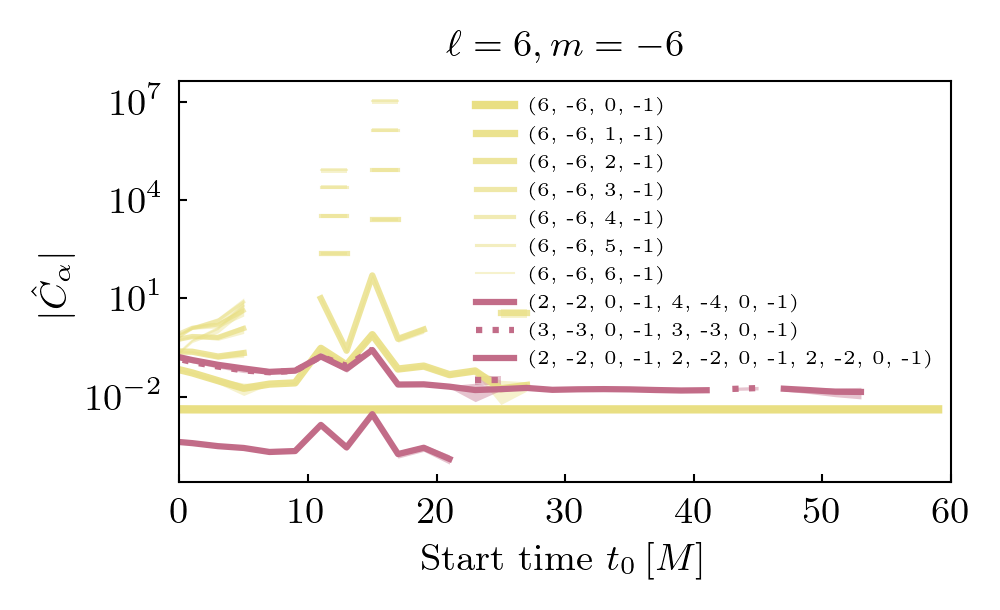 ℓ = 6, m = −6
|Ĉ_α|
10^7
10^4
10^1
10^−2
(6, -6, 0, -1)
(6, -6, 1, -1)
(6, -6, 2, -1)
(6, -6, 3, -1)
(6, -6, 4, -1)
(6, -6, 5, -1)
(6, -6, 6, -1)
(2, -2, 0, -1, 4, -4, 0, -1)
(3, -3, 0, -1, 3, -3, 0, -1)
(2, -2, 0, -1, 2, -2, 0, -1, 2, -2, 0, -1)
0 10 20 30 40 50 60
Start time t_0 [M]